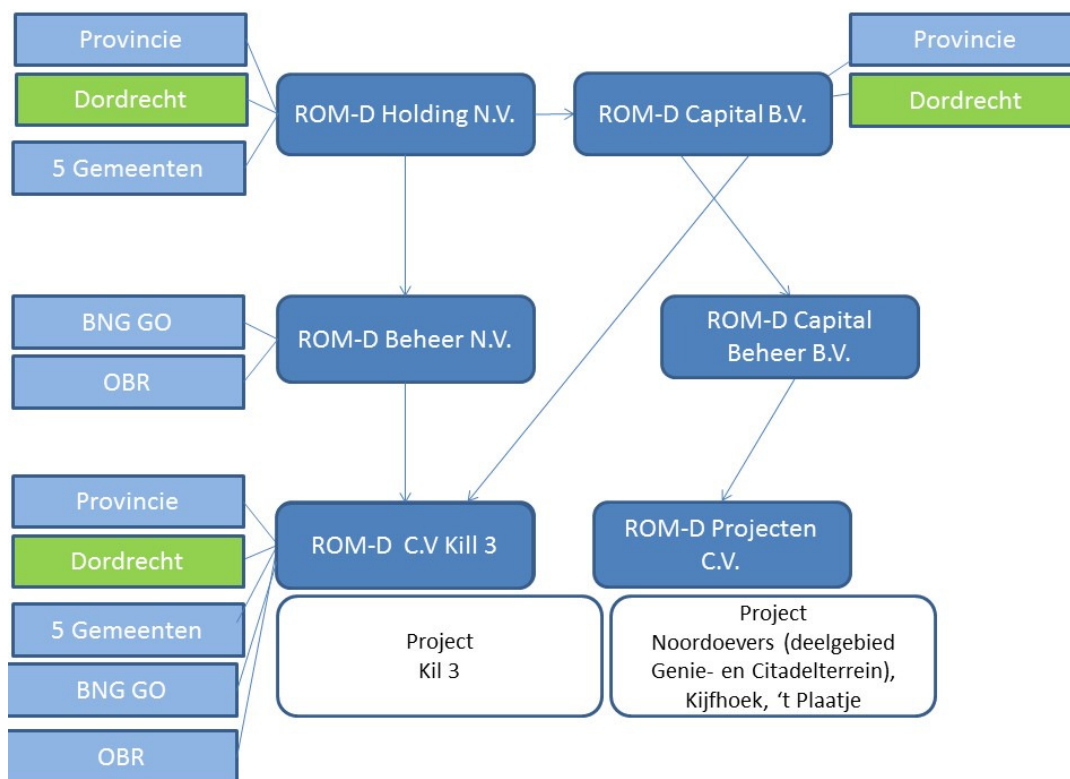 Provincie
Dordrecht
5 Gemeenten
ROM-D Holding N.V.
ROM-D Capital B.V.
Provincie
Dordrecht
BNG GO
OBR
ROM-D Beheer N.V.
ROM-D Capital
Beheer B.V.
Provincie
Dordrecht
5 Gemeenten
BNG GO
OBR
ROM-D  C.V Kill 3
ROM-D Projecten
C.V.
Project
Kil 3
Project
Noordoevers (deelgebied
Genie- en Citadelterrein),
Kijfhoek, ‘t Plaatje